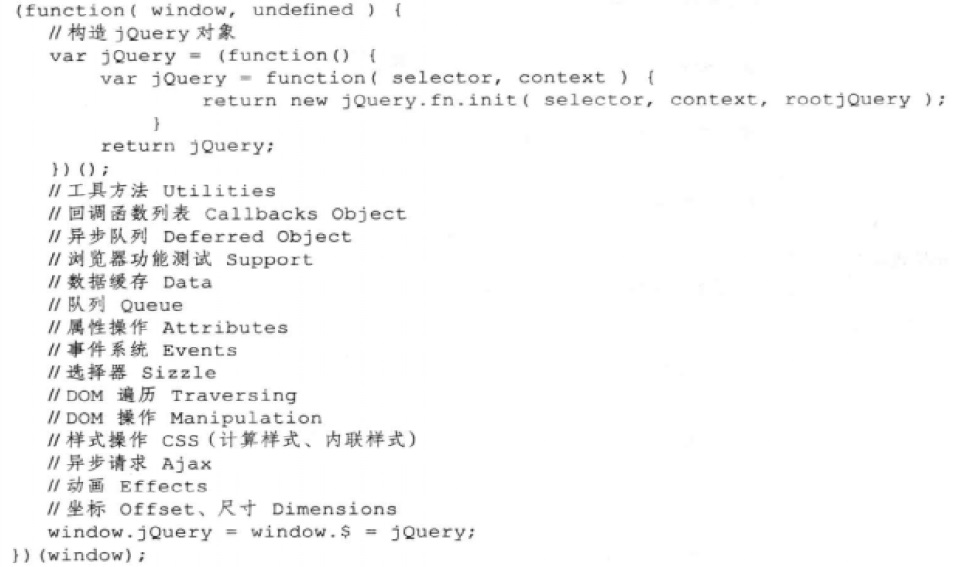 (function( window, undefined ) {
//构造 jQuery 对象
var jQuery = (function() {
var jQuery = function( selector, context ) {
return new jQuery.fn.init( selector, context, rootjQuery );
}
return jQuery;
})();
//工具方法 Utilities
//回调函数列表 Callbacks Object
//异步队列 Deferred Object
//浏览器功能测试 Support
//数据缓存 Data
//队列 Queue
//属性操作 Attributes
//事件系统 Events
//选择器 Sizzle
//DOM 遍历 Traversing
//DOM 操作 Manipulation
//样式操作 CSS(计算样式、内联样式)
//异步请求 Ajax
//动画 Effects
//坐标 Offset、尺寸 Dimensions
window.jQuery = window.$ = jQuery;
})(window);